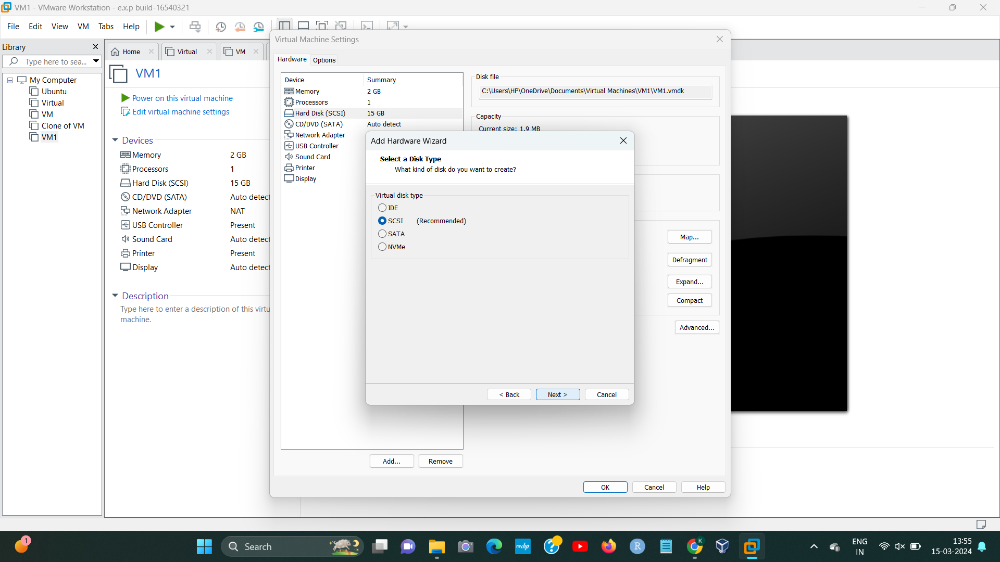 VM1 - VMware Workstation - e.x.p build-16540321
File Edit View VM Tabs Help
Library
Type here to sea...
My Computer
Ubuntu
Virtual
VM
Clone of VM
VM1
Home
Virtual
VM
VM1
Power on this virtual machine
Edit virtual machine settings
Devices
Memory 2 GB
Processors 1
Hard Disk (SCSI) 15 GB
CD/DVD (SATA) Auto detect
Network Adapter NAT
USB Controller Present
Sound Card Auto detect
Printer Present
Display Auto detect
Description
Type here to enter a description of this virtu
machine.
Virtual Machine Settings
Hardware Options
Device Summary
Memory 2 GB
Processors 1
Hard Disk (SCSI) 15 GB
CD/DVD (SATA) Auto detect
Network Adapter
USB Controller
Sound Card
Printer
Display
Add... Remove
Disk file
C:\Users\HP\OneDrive\Documents\Virtual Machines\VM1\VM1.vmdk
Capacity
Current size: 1.9 MB
Map...
Defragment
Expand...
Compact
Advanced...
OK Cancel Help
Add Hardware Wizard
Select a Disk Type
What kind of disk do you want to create?
Virtual disk type
IDE
SCSI (Recommended)
SATA
NVMe
< Back Next > Cancel
1
Search
myhp
R
K
ENG
IN
13:55
15-03-2024